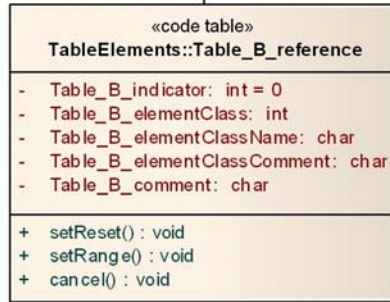 «code table»
TableElements::Table_B_reference
- Table_B_indicator: int = 0
- Table_B_elementClass: int
- Table_B_elementClassName: char
- Table_B_elementClassComment: char
- Table_B_comment: char
+ setReset() : void
+ setRange() : void
+ cancel() : void